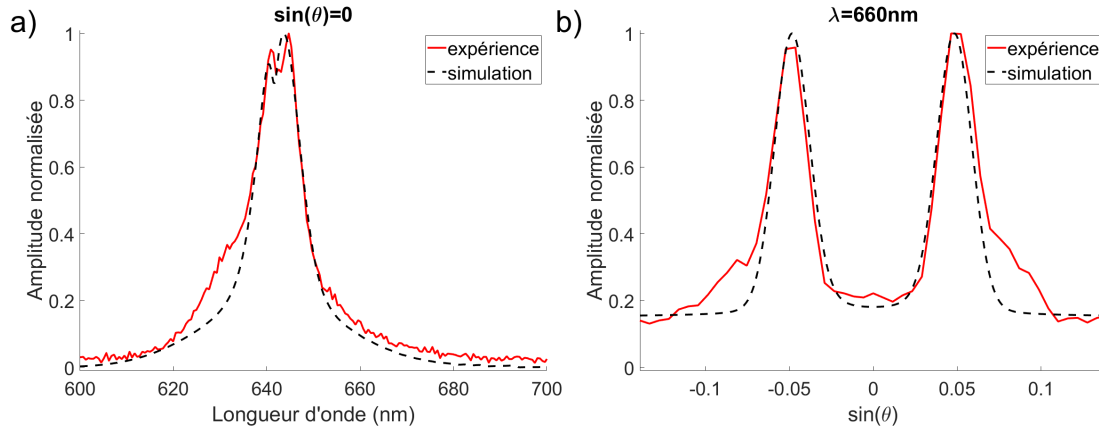 a)
sin(θ)=0
Amplitude normalisée
1
0.8
0.6
0.4
0.2
0
expérience
simulation
600 620 640 660 680 700
Longueur d'onde (nm)
b)
λ=660nm
Amplitude normalisée
1
0.8
0.6
0.4
0.2
0
expérience
simulation
-0.1 -0.05 0 0.05 0.1
sin(θ)